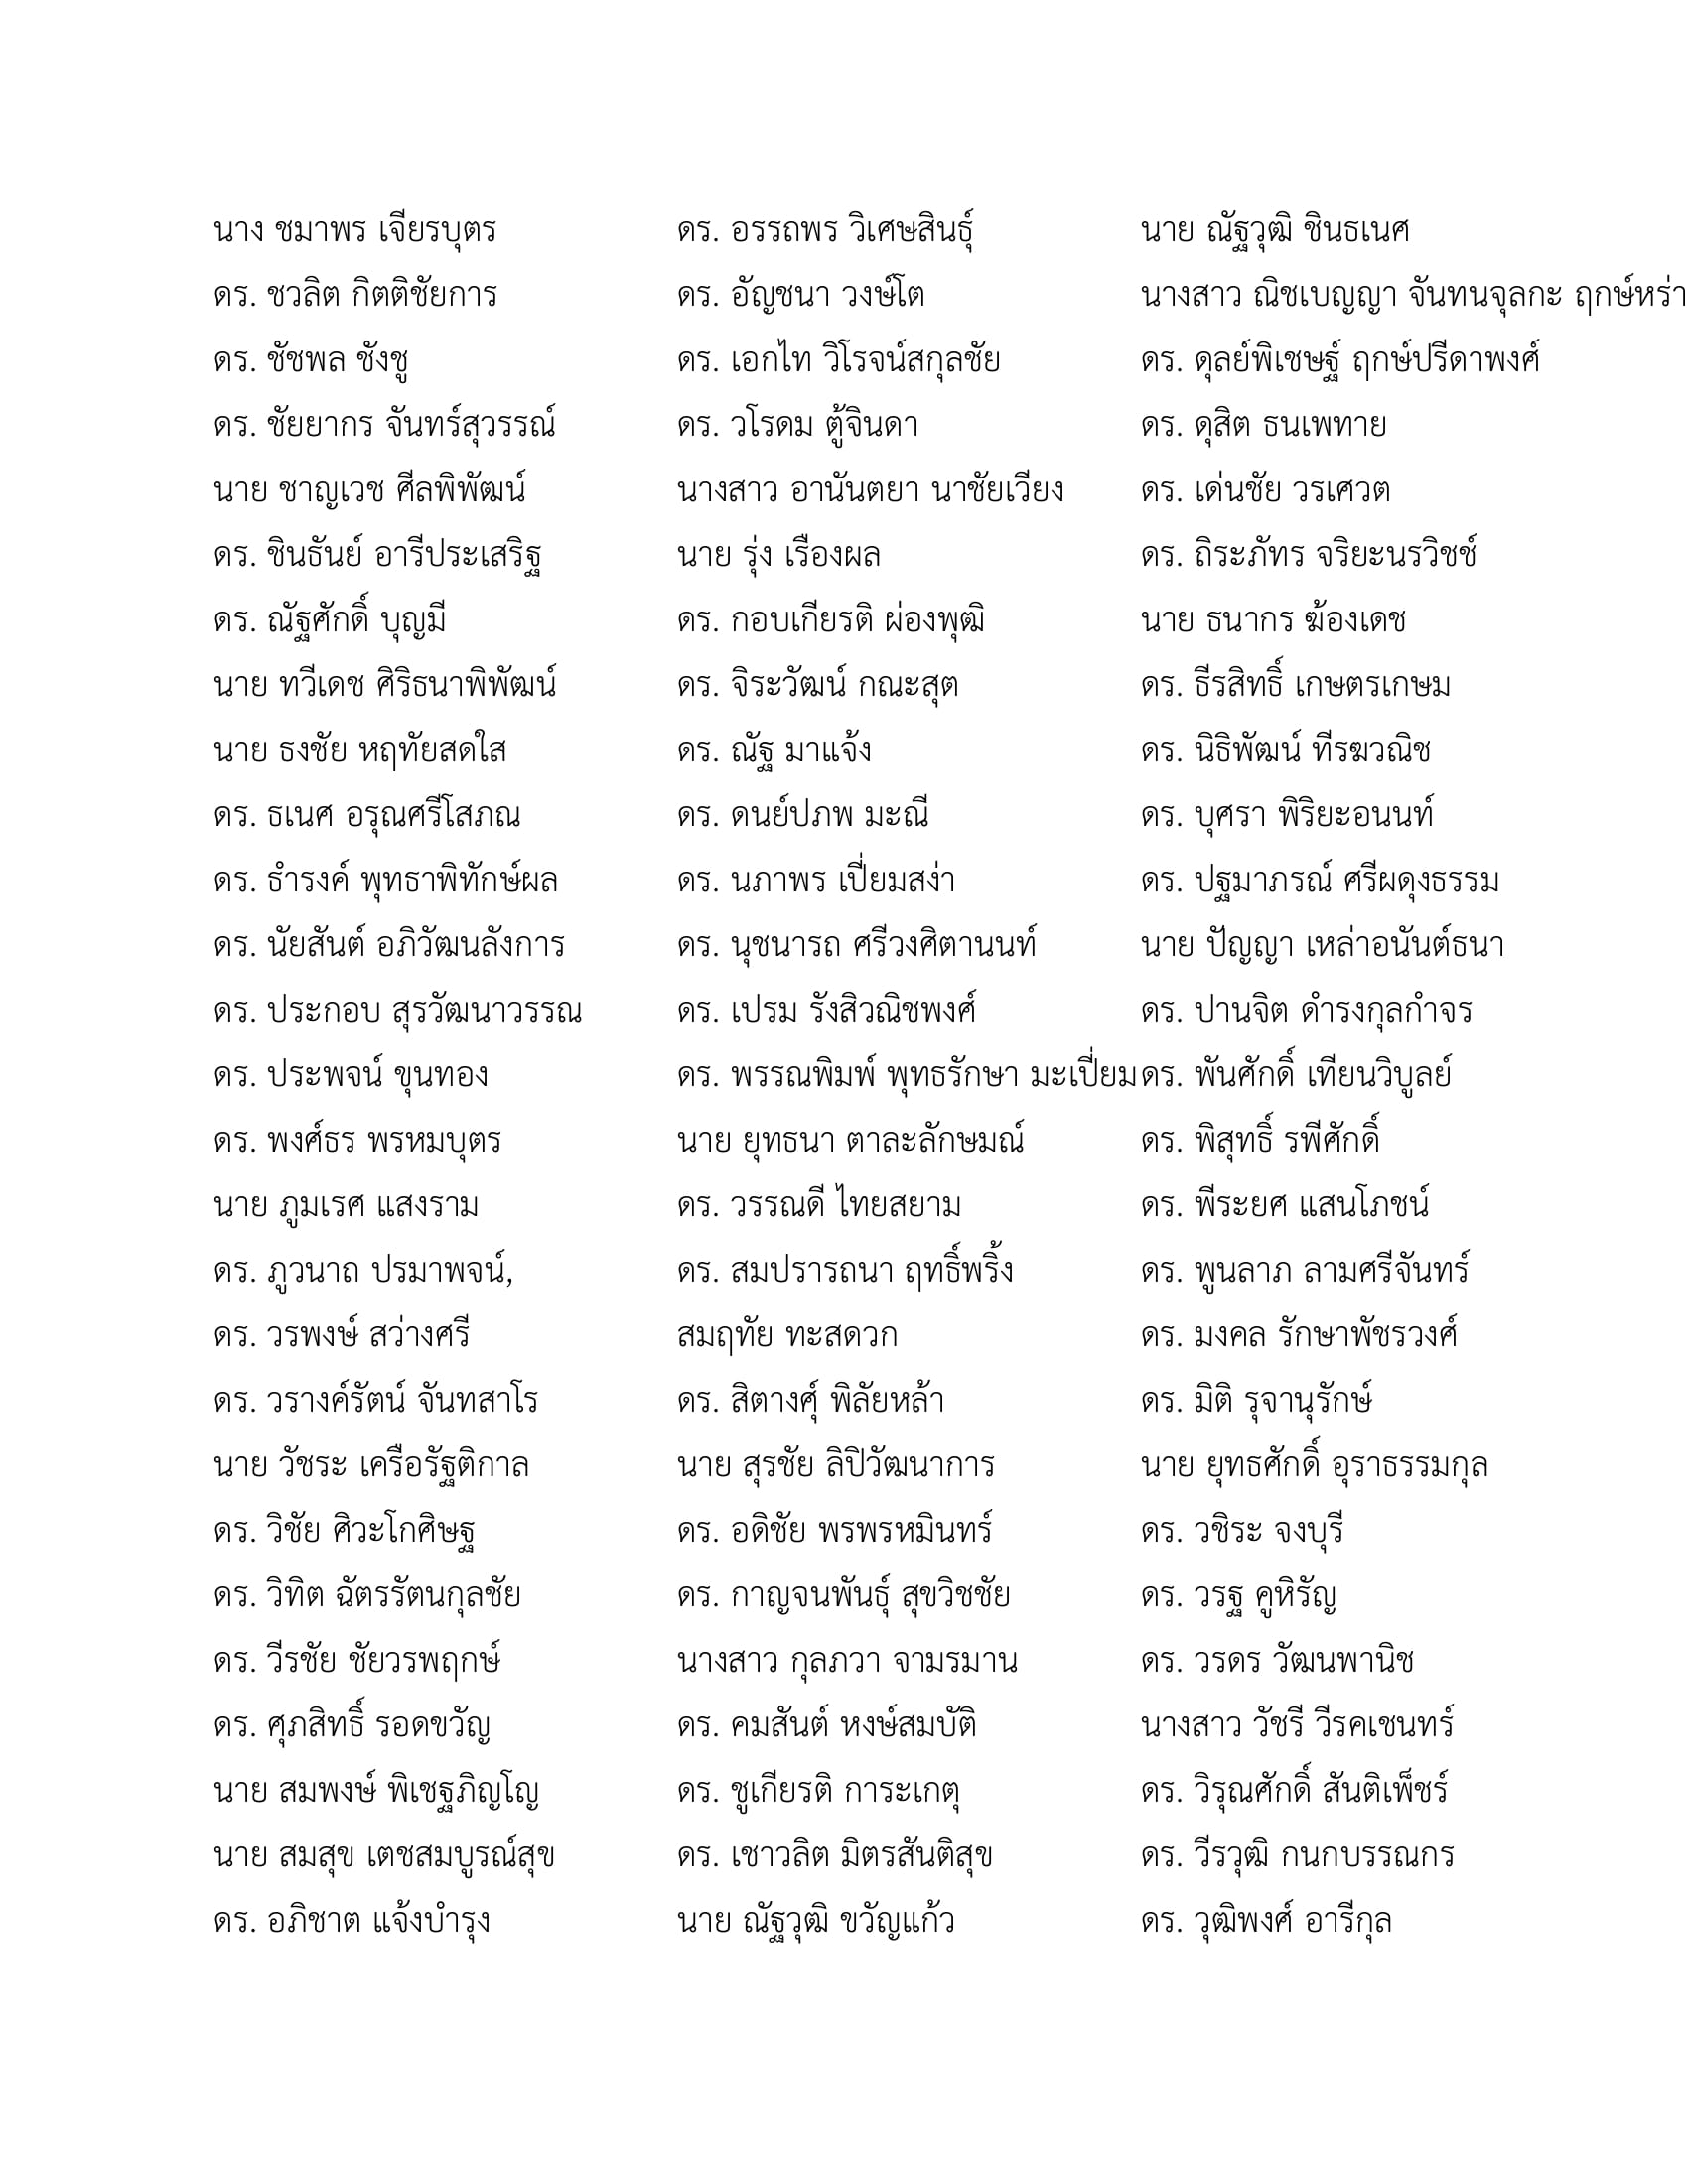 นาง ชมาพร เจียรบุตร
ดร. ชวลิต กิตติชัยการ
ดร. ชัชพล ชังชู
ดร. ชัยยากร จันทร์สุวรรณ์
นาย ชาญเวช ศีลพิพัฒน์
ดร. ชินธันย์ อารีประเสริฐ
ดร. ณัฐศักดิ์ บุญมี
นาย ทวีเดช ศิริธนาพิพัฒน์
นาย ธงชัย หฤทัยสดใส
ดร. ธเนศ อรุณศรีโสภณ
ดร. ธำรงค์ พุทธาพิทักษ์ผล
ดร. นัยสันต์ อภิวัฒนลังการ
ดร. ประกอบ สุรวัฒนาวรรณ
ดร. ประพจน์ ขุนทอง
ดร. พงศ์ธร พรหมบุตร
นาย ภูมเรศ แสงราม
ดร. ภูวนาถ ปรมาพจน์,
ดร. วรพงษ์ สว่างศรี
ดร. วรางค์รัตน์ จันทสาโร
นาย วัชระ เครือรัฐติกาล
ดร. วิชัย ศิวะโกศิษฐ
ดร. วิทิต ฉัตรรัตนกุลชัย
ดร. วีรชัย ชัยวรพฤกษ์
ดร. ศุภสิทธิ์ รอดขวัญ
นาย สมพงษ์ พิเชฐภิญโญ
นาย สมสุข เตชสมบูรณ์สุข
ดร. อภิชาต แจ้งบำรุง
ดร. อรรถพร วิเศษสินธุ์
ดร. อัญชนา วงษ์โต
ดร. เอกไท วิโรจน์สกุลชัย
ดร. วโรดม ตู้จินดา
นางสาว อานันตยา นาชัยเวียง
นาย รุ่ง เรืองผล
ดร. กอบเกียรติ ผ่องพุฒิ
ดร. จิระวัฒน์ กณะสุต
ดร. ณัฐ มาแจ้ง
ดร. ดนย์ปภพ มะณี
ดร. นภาพร เปี่ยมสง่า
ดร. นุชนารถ ศรีวงศิตานนท์
ดร. เปรม รังสิวณิชพงศ์
ดร. พรรณพิมพ์ พุทธรักษา มะเปี่ยม
นาย ยุทธนา ตาละลักษมณ์
ดร. วรรณดี ไทยสยาม
ดร. สมปรารถนา ฤทธิ์พริ้ง
สมฤทัย ทะสดวก
ดร. สิตางศุ์ พิลัยหล้า
นาย สุรชัย ลิปิวัฒนาการ
ดร. อดิชัย พรพรหมินทร์
ดร. กาญจนพันธุ์ สุขวิชชัย
นางสาว กุลภวา จามรมาน
ดร. คมสันต์ หงษ์สมบัติ
ดร. ชูเกียรติ การะเกตุ
ดร. เชาวลิต มิตรสันติสุข
นาย ณัฐวุฒิ ขวัญแก้ว
นาย ณัฐวุฒิ ชินธเนศ
นางสาว ณิชเบญญา จันทนจุลกะ ฤกษ์หร่าย
ดร. ดุลย์พิเชษฐ์ ฤกษ์ปรีดาพงศ์
ดร. ดุสิต ธนเพทาย
ดร. เด่นชัย วรเศวต
ดร. ถิระภัทร จริยะนรวิชช์
นาย ธนากร ฆ้องเดช
ดร. ธีรสิทธิ์ เกษตรเกษม
ดร. นิธิพัฒน์ ทีรฆวณิช
ดร. บุศรา พิริยะอนนท์
ดร. ปฐมาภรณ์ ศรีผดุงธรรม
นาย ปัญญา เหล่าอนันต์ธนา
ดร. ปานจิต ดำรงกุลกำจร
ดร. พันศักดิ์ เทียนวิบูลย์
ดร. พิสุทธิ์ รพีศักดิ์
ดร. พีระยศ แสนโภชน์
ดร. พูนลาภ ลามศรีจันทร์
ดร. มงคล รักษาพัชรวงศ์
ดร. มิติ รุจานุรักษ์
นาย ยุทธศักดิ์ อุราธรรมกุล
ดร. วชิระ จงบุรี
ดร. วรฐ คูหิรัญ
ดร. วรดร วัฒนพานิช
นางสาว วัชรี วีรคเชนทร์
ดร. วิรุณศักดิ์ สันติเพ็ชร์
ดร. วีรวุฒิ กนกบรรณกร
ดร. วุฒิพงศ์ อารีกุล